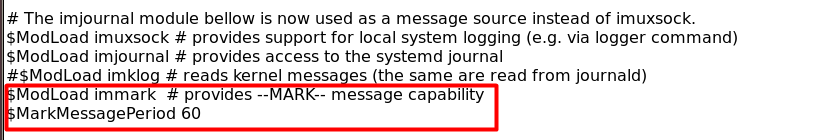 # The imjournal module bellow is now used as a message source instead of imuxsock.
$ModLoad imuxsock # provides support for local system logging (e.g. via logger command)
$ModLoad imjournal # provides access to the systemd journal
#$ModLoad imklog # reads kernel messages (the same are read from journald)
$ModLoad immark  # provides --MARK-- message capability
$MarkMessagePeriod 60